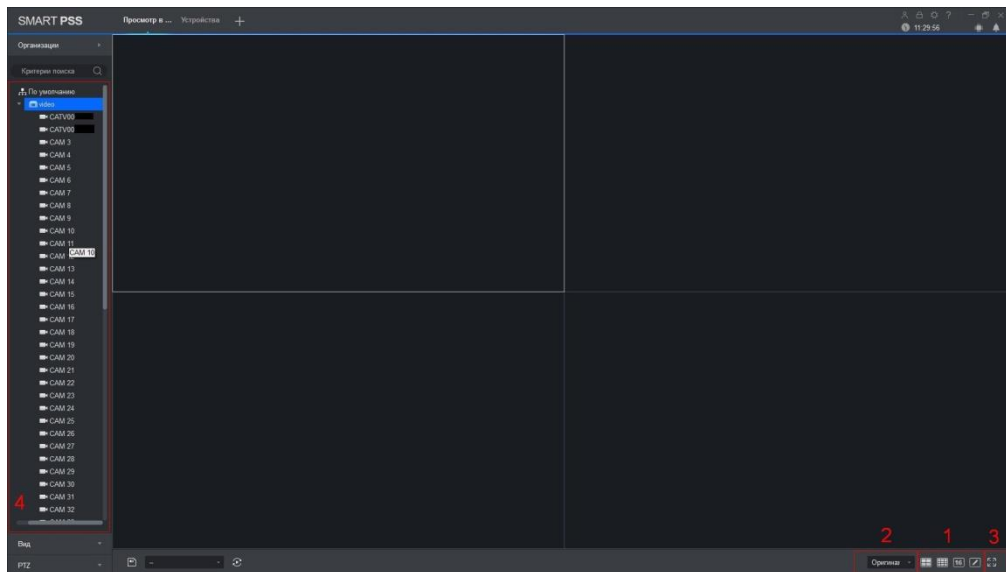 SMART PSS
Просмотр в ... Устройства +
11:29:56
Организации
Критерии поиска
По умолчанию
video
CATV00
CATV00
CAM 3
CAM 4
CAM 5
CAM 6
CAM 7
CAM 8
CAM 9
CAM 10
CAM 11
CAM
CAM 10
CAM 13
CAM 14
CAM 15
CAM 16
CAM 17
CAM 18
CAM 19
CAM 20
CAM 21
CAM 22
CAM 23
CAM 24
CAM 25
CAM 26
CAM 27
CAM 28
CAM 29
CAM 30
CAM 31
4
CAM 32
Вид
2 1 3
PTZ
Оригинал
16